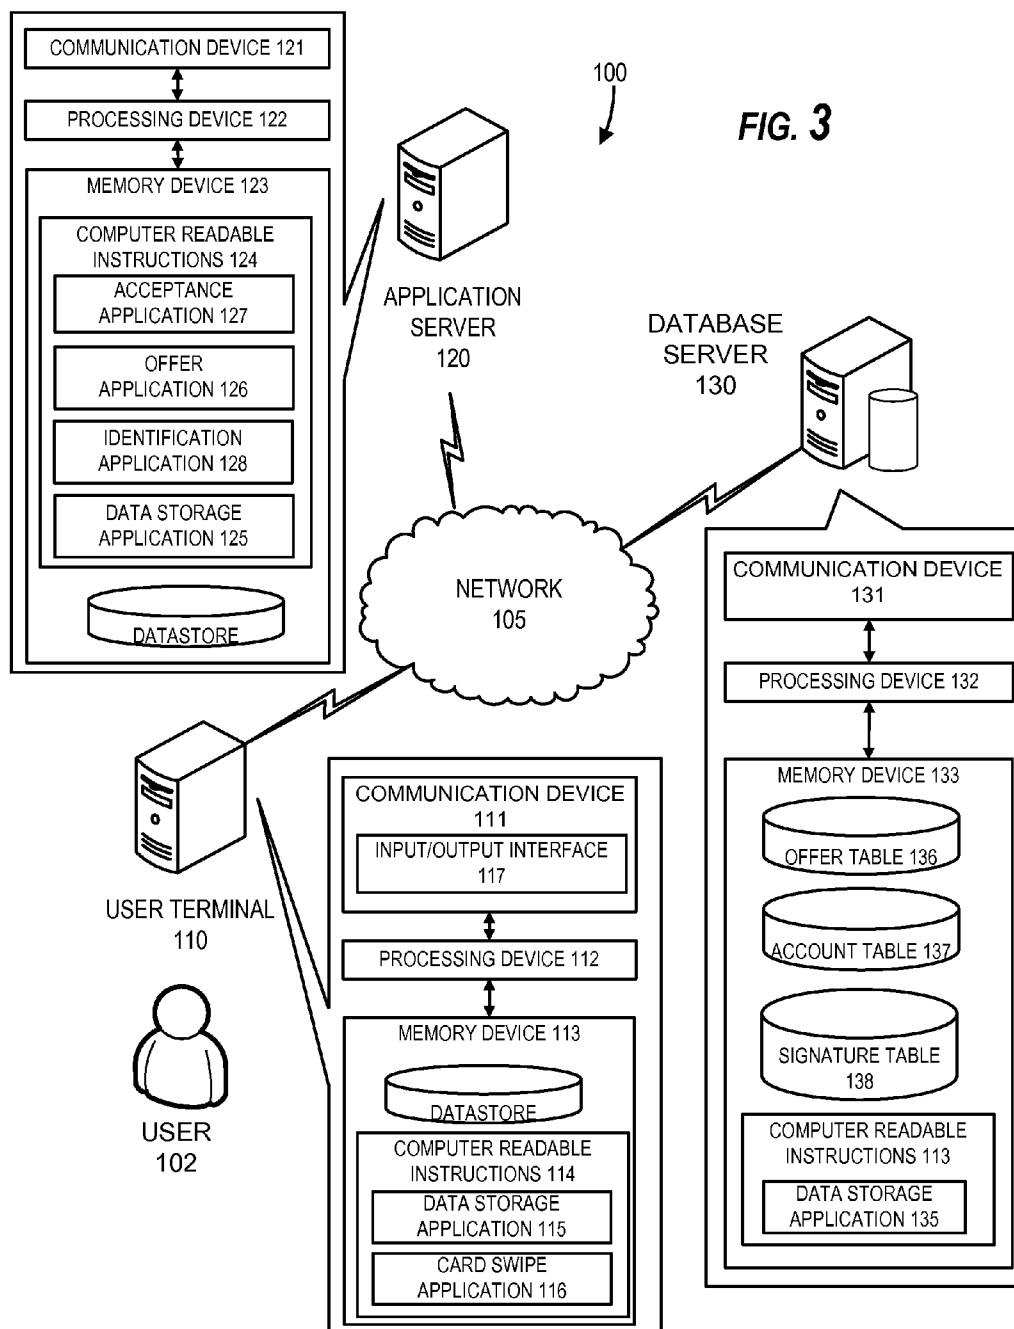 COMMUNICATION DEVICE 121
PROCESSING DEVICE 122
MEMORY DEVICE 123
COMPUTER READABLE
INSTRUCTIONS 124
ACCEPTANCE
APPLICATION 127
OFFER
APPLICATION 126
IDENTIFICATION
APPLICATION 128
DATA STORAGE
APPLICATION 125
DATASTORE
100
FIG. 3
APPLICATION
SERVER
120
DATABASE
SERVER
130
NETWORK
105
COMMUNICATION DEVICE
131
PROCESSING DEVICE 132
MEMORY DEVICE 133
OFFER TABLE 136
ACCOUNT TABLE 137
SIGNATURE TABLE
138
COMPUTER READABLE
INSTRUCTIONS 113
DATA STORAGE
APPLICATION 135
USER TERMINAL
110
USER
102
COMMUNICATION DEVICE
111
INPUT/OUTPUT INTERFACE
117
PROCESSING DEVICE 112
MEMORY DEVICE 113
DATASTORE
COMPUTER READABLE
INSTRUCTIONS 114
DATA STORAGE
APPLICATION 115
CARD SWIPE
APPLICATION 116